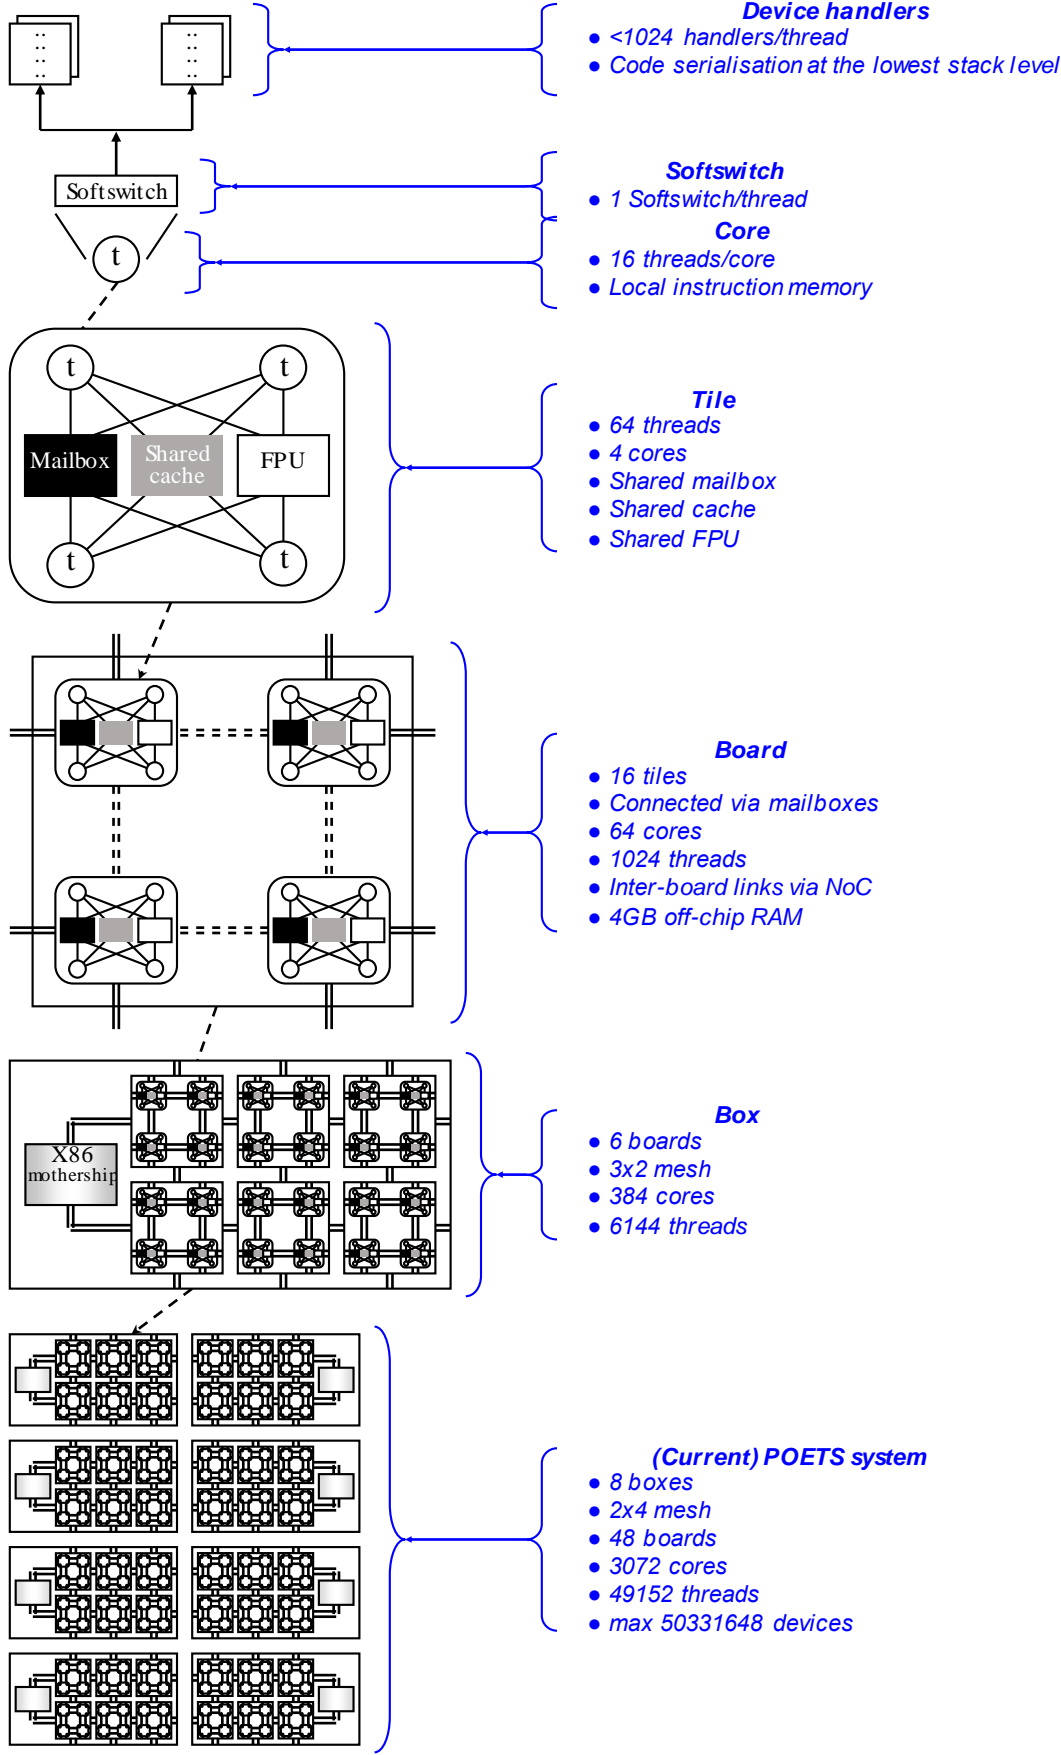 Device handlers
● <1024 handlers/thread
● Code serialisation at the lowest stack level
Softswitch
Softswitch
● 1 Softswitch/thread
t
Core
● 16 threads/core
● Local instruction memory
t t
Mailbox Shared cache FPU
t t
Tile
● 64 threads
● 4 cores
● Shared mailbox
● Shared cache
● Shared FPU
Board
● 16 tiles
● Connected via mailboxes
● 64 cores
● 1024 threads
● Inter-board links via NoC
● 4GB off-chip RAM
X86
mothership
Box
● 6 boards
● 3x2 mesh
● 384 cores
● 6144 threads
(Current) POETS system
● 8 boxes
● 2x4 mesh
● 48 boards
● 3072 cores
● 49152 threads
● max 50331648 devices